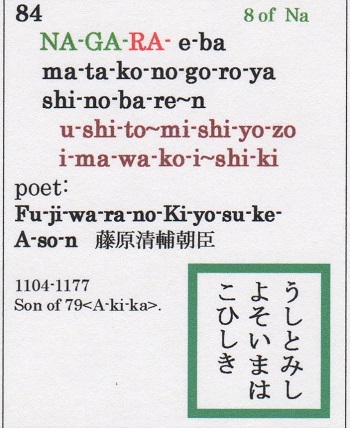 84
8 of Na
NA-GA-RA- e-ba
ma-ta-ko-no-go-ro-ya
shi-no-ba-re~n
u-shi-to~mi-shi-yo-zo
i-ma-wa-ko-i~shi-ki
poet:
Fu-ji-wa-ra-no-Ki-yo-su-ke-
A-so-n 藤原清輔朝臣
1104-1177
Son of 79<A-ki-ka>.
うしとみし
よそいまは
こひしき